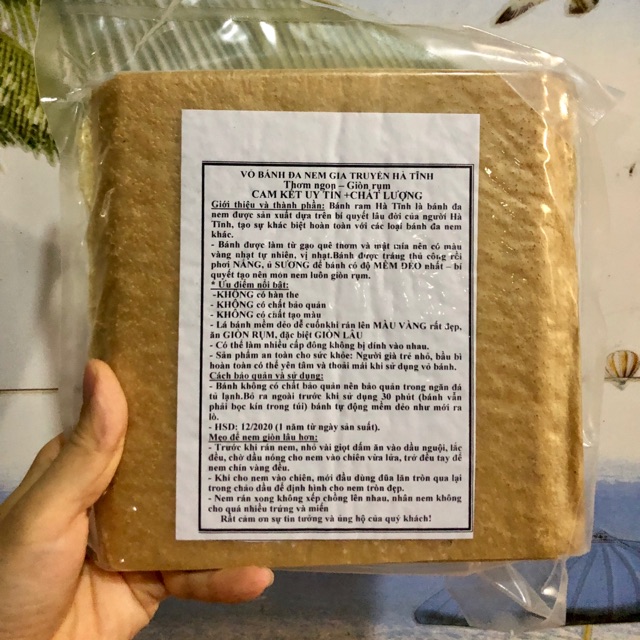 VỎ BÁNH ĐA NEM GIA TRUYỀN HÀ TĨNH
Thơm ngon – Giòn rụm
CAM KẾT UY TÍN +CHẤT LƯỢNG
Giới thiệu và thành phần: Bánh ram Hà Tĩnh là bánh đa
nem được sản xuất dựa trên bí quyết lâu đời của người Hà
Tĩnh, tạo sự khác biệt hoàn toàn với các loại bánh đa nem
khác.
- Bánh được làm từ gạo quê thơm và mật mía nên có màu
vàng nhạt tự nhiên, vị nhạt.Bánh được tráng thủ công rồi
phơi NẮNG, ủ SƯƠNG để bánh có độ MỀM DẺO nhất – bí
quyết tạo nên món nem luôn giòn rụm.
* Ưu điểm nổi bật:
-KHÔNG có hàn the
- KHÔNG có chất bảo quản
- KHÔNG có chất tạo màu
- Lá bánh mềm dẻo dễ cuốnkhi rán lên MÀU VÀNG rất đẹp,
ăn GIÒN RỤM, đặc biệt GIÒN LÂU
- Có thể làm nhiều cấp đông không bị dính vào nhau.
- Sản phẩm an toàn cho sức khỏe: Người già trẻ nhỏ, bầu bì
hoàn toàn có thể yên tâm và thoải mái khi sử dụng vỏ bánh.
Cách bảo quản và sử dụng:
- Bánh không có chất bảo quản nên bảo quản trong ngăn đá
tủ lạnh.Bỏ ra ngoài trước khi sử dụng 30 phút (bánh vẫn
phải bọc kín trong túi) bánh tự động mềm dẻo như mới ra
lò.
- HSD: 12/2020 (1 năm từ ngày sản suất).
Mẹo để nem giòn lâu hơn:
- Trước khi rán nem, nhỏ vài giọt dấm ăn vào dầu nguội, lắc
đều, chờ dầu nóng cho nem vào chiên vừa lửa, trở đều tay để
nem chín vàng đều.
- Khi cho nem vào chiên, mới đầu dùng đũa lăn tròn qua lại
trong chảo dầu để định hình cho nem tròn đẹp.
- Nem rán xong không xếp chồng lên nhau, nhân nem không
cho quá nhiều trứng và miến
Rất cảm ơn sự tin tưởng và ủng hộ của quý khách!